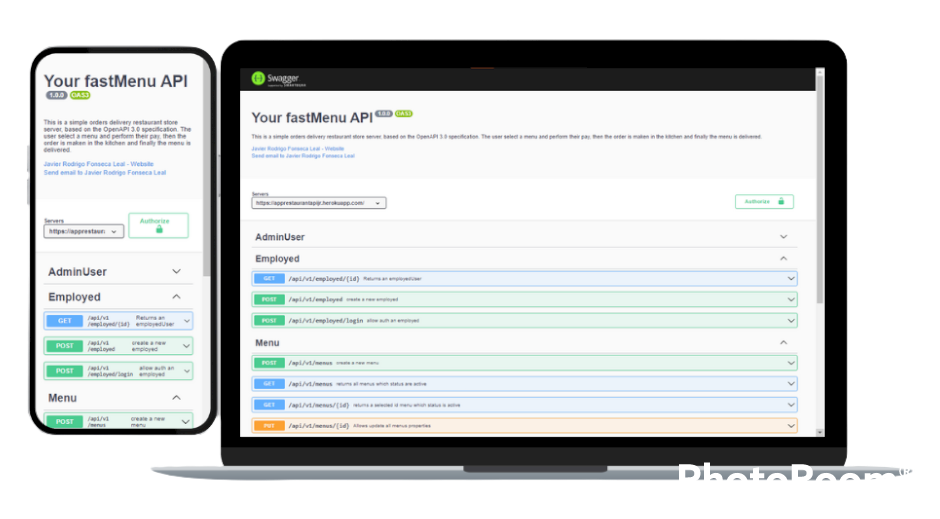 Your fastMenu API
1.0.0 OAS3
This is a simple orders delivery restaurant store
server, based on the OpenAPI 3.0 specification. The
user select a menu and perform their pay, then the
order is maken in the kitchen and finally the menu is
delivered.
Javier Rodrigo Fonseca Leal - Website
Send email to Javier Rodrigo Fonseca Leal
Servers
https://apprestauran
Authorize
AdminUser
Employed
GET /api/v1/employed/{id} Returns an employedUser
POST /api/v1/employed create a new employed
POST /api/v1/employed/login allow auth an employed
Menu
POST /api/v1/menus create a new menu
Swagger
Your fastMenu API 1.0.0 OAS3
This is a simple orders delivery restaurant store server, based on the OpenAPI 3.0 specification. The user select a menu and perform their pay, then the order is maken in the kitchen and finally the menu is delivered.
Javier Rodrigo Fonseca Leal - Website
Send email to Javier Rodrigo Fonseca Leal
Servers
Authorize
AdminUser
Employed
GET /api/v1/employed/{id} Returns an employedUser
POST /api/v1/employed create a new employed
POST /api/v1/employed/login allow auth an employed
Menu
POST /api/v1/menus create a new menu
GET /api/v1/menus returns all menus which status are active
GET /api/v1/menus/{id} returns a selected id menu which status is active
PUT /api/v1/menus/{id} Allows update all menus properties
PhotoRoom